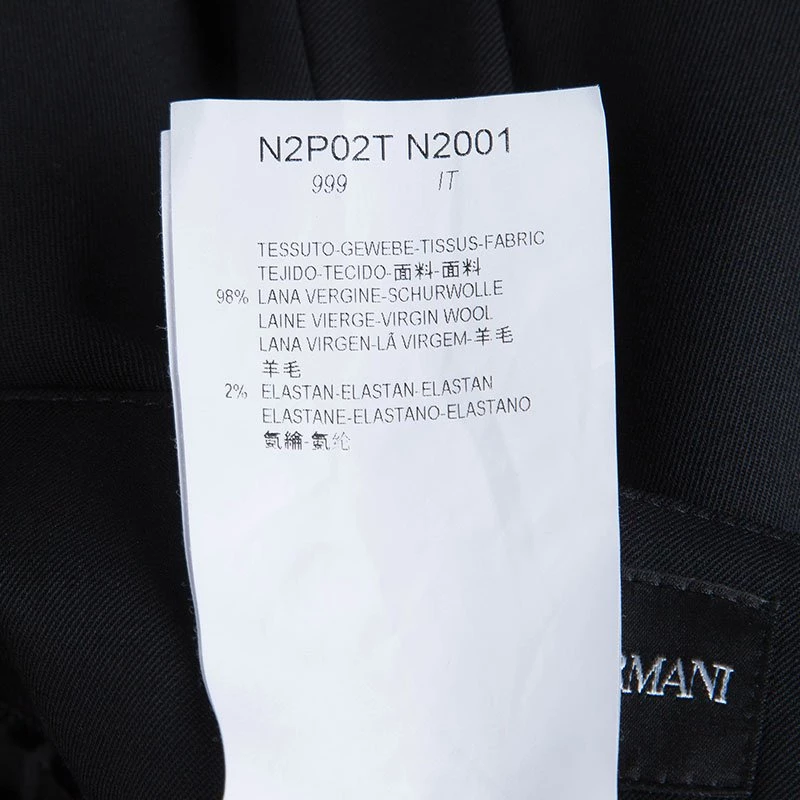 N2P02T N2001
999 IT
TESSUTO-GEWEBE-TISSUS-FABRIC
TEJIDO-TECIDO-面料-面料
98% LANA VERGINE-SCHURWOLLE
LAINE VIERGE-VIRGIN WOOL
LANA VIRGEN-LÃ VIRGEM-羊毛
羊毛
2% ELASTAN-ELASTAN-ELASTAN
ELASTANE-ELASTANO-ELASTANO
氨綸-氨纶
RMANI